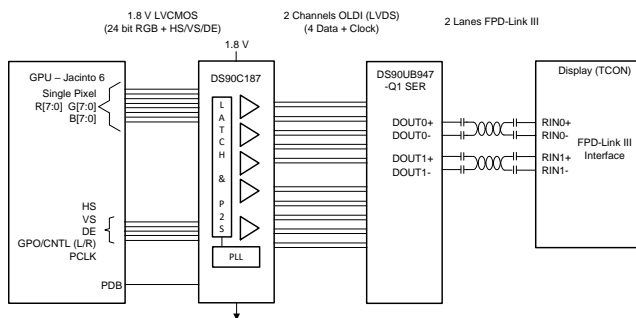 1.8 V LVCMOS
(24 bit RGB + HS/VS/DE)
2 Channels OLDI (LVDS)
(4 Data + Clock)
2 Lanes FPD-Link III
1.8 V
GPU – Jacinto 6
Single Pixel
R[7:0] G[7:0]
B[7:0]
HS
VS
DE
GPO/CNTL (L/R)
PCLK
PDB
DS90C187
LATCH & P2S
PLL
DS90UB947
-Q1 SER
DOUT0+
DOUT0-
DOUT1+
DOUT1-
Display (TCON)
RIN0+
RIN0-
FPD-Link III
Interface
RIN1+
RIN1-